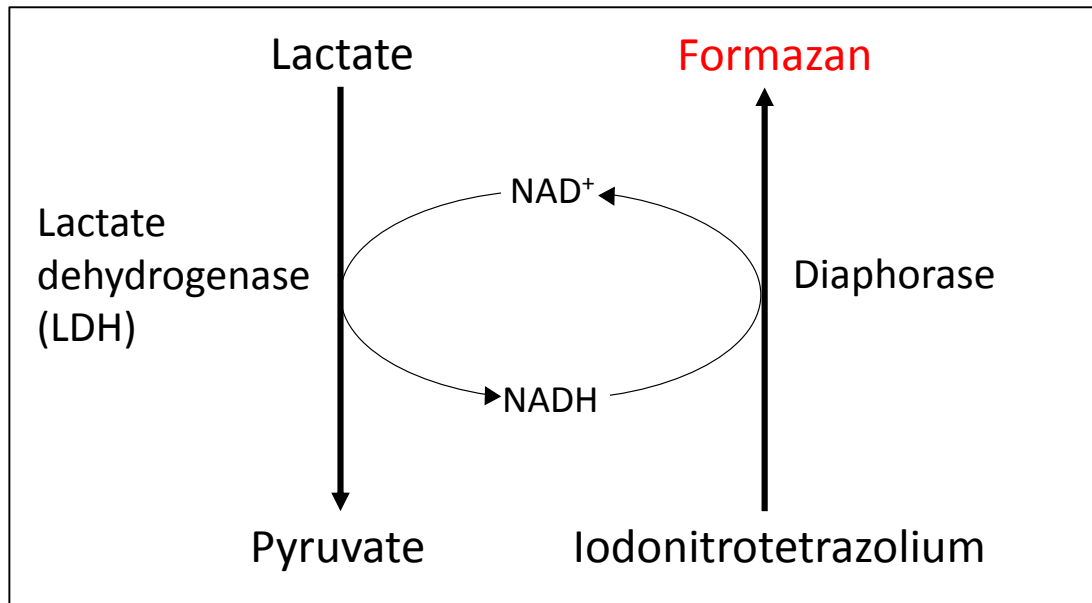 Lactate
Formazan
NAD⁺
Lactate
dehydrogenase
(LDH)
Diaphorase
NADH
Pyruvate
Iodonitrotetrazolium